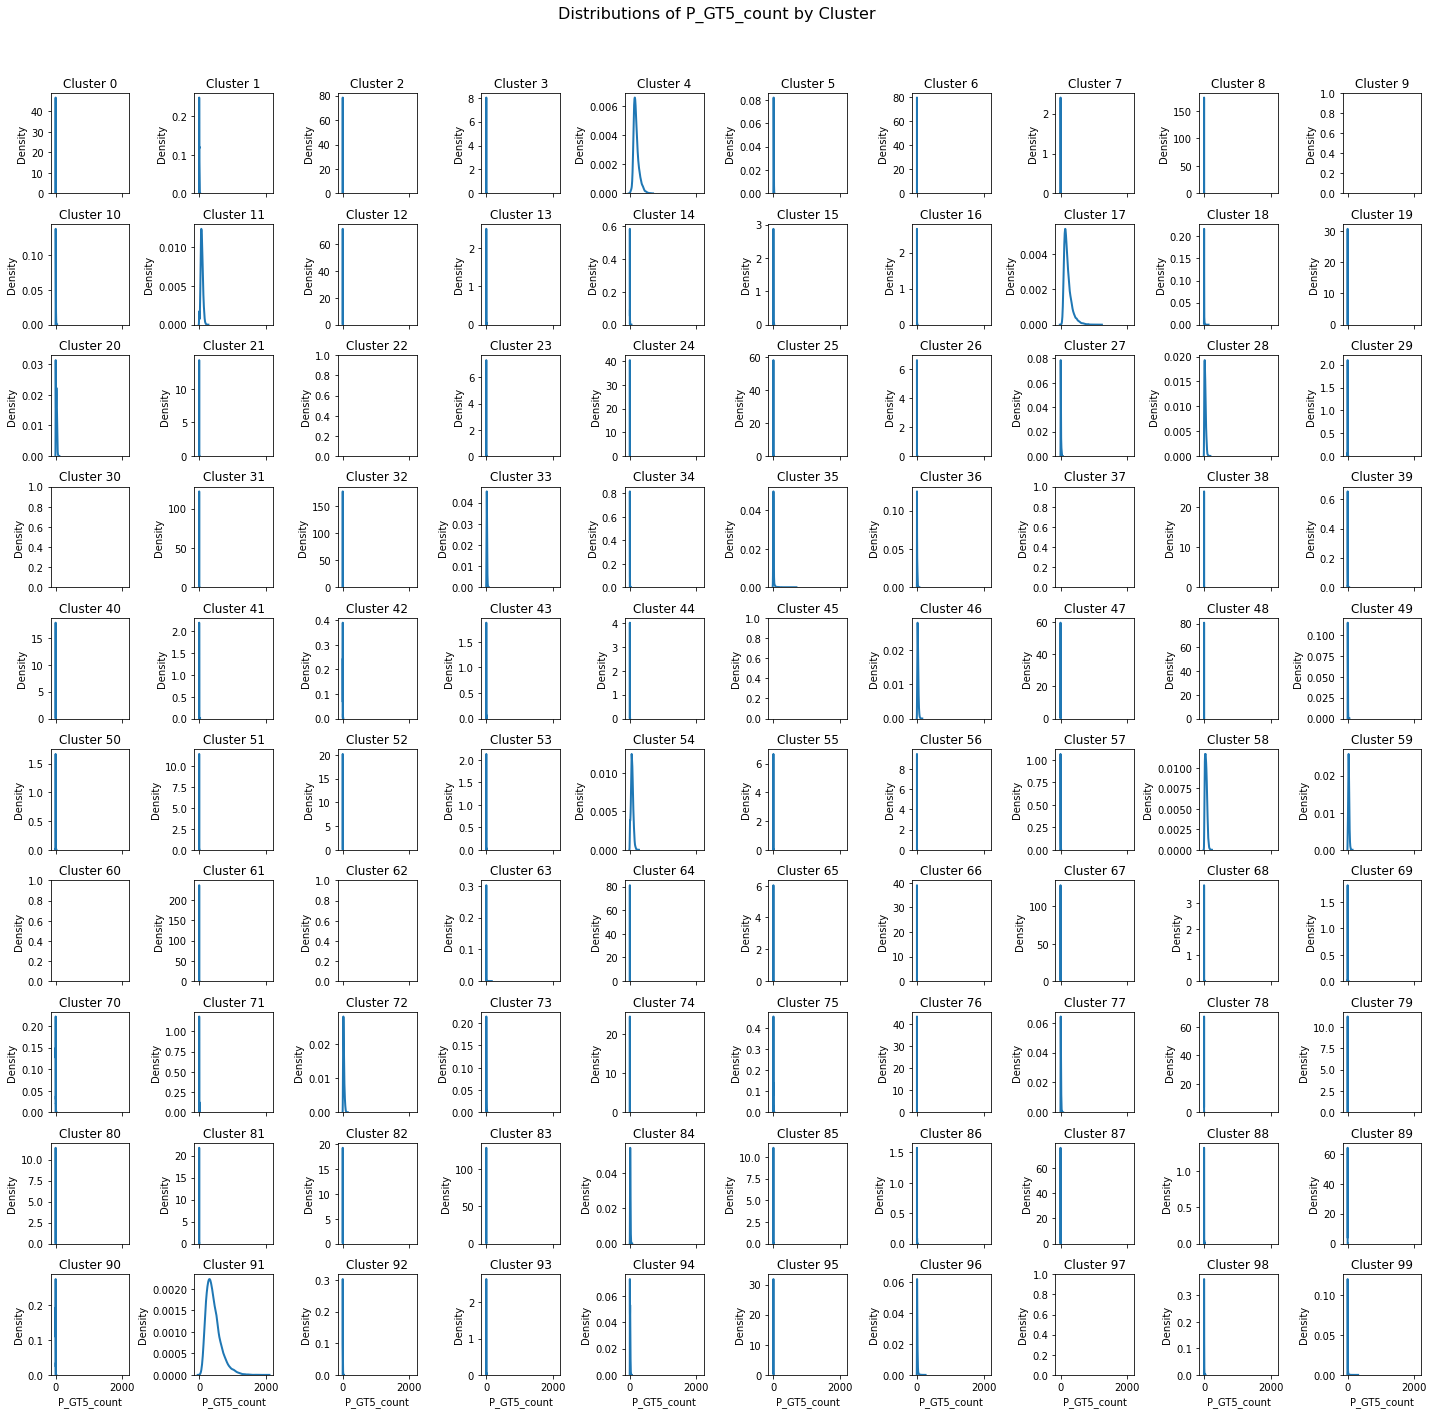 Distributions of P_GT5_count by Cluster
Cluster 0 Cluster 1 Cluster 2 Cluster 3 Cluster 4 Cluster 5 Cluster 6 Cluster 7 Cluster 8 Cluster 9
Density 40 30 20 10 0
Density 0.2 0.1 0.0
Density 80 60 40 20 0
Density 8 6 4 2 0
Density 0.006 0.004 0.002 0.000
Density 0.08 0.06 0.04 0.02 0.00
Density 80 60 40 20 0
Density 2 1 0
Density 150 100 50 0
Density 1.0 0.8 0.6 0.4 0.2 0.0
Cluster 10 Cluster 11 Cluster 12 Cluster 13 Cluster 14 Cluster 15 Cluster 16 Cluster 17 Cluster 18 Cluster 19
Density 0.10 0.05 0.00
Density 0.010 0.005 0.000
Density 60 40 20 0
Density 2 1 0
Density 0.6 0.4 0.2 0.0
Density 3 2 1 0
Density 2 1 0
Density 0.004 0.002 0.000
Density 0.20 0.15 0.10 0.05 0.00
Density 30 20 10 0
Cluster 20 Cluster 21 Cluster 22 Cluster 23 Cluster 24 Cluster 25 Cluster 26 Cluster 27 Cluster 28 Cluster 29
Density 0.03 0.02 0.01 0.00
Density 10 5 0
Density 1.0 0.8 0.6 0.4 0.2 0.0
Density 6 4 2 0
Density 40 30 20 10 0
Density 60 40 20 0
Density 6 4 2 0
Density 0.08 0.06 0.04 0.02 0.00
Density 0.020 0.015 0.010 0.005 0.000
Density 2.0 1.5 1.0 0.5 0.0
Cluster 30 Cluster 31 Cluster 32 Cluster 33 Cluster 34 Cluster 35 Cluster 36 Cluster 37 Cluster 38 Cluster 39
Density 1.0 0.8 0.6 0.4 0.2 0.0
Density 100 50 0
Density 150 100 50 0
Density 0.04 0.03 0.02 0.01 0.00
Density 0.8 0.6 0.4 0.2 0.0
Density 0.04 0.02 0.00
Density 0.10 0.05 0.00
Density 1.0 0.8 0.6 0.4 0.2 0.0
Density 20 10 0
Density 0.6 0.4 0.2 0.0
Cluster 40 Cluster 41 Cluster 42 Cluster 43 Cluster 44 Cluster 45 Cluster 46 Cluster 47 Cluster 48 Cluster 49
Density 15 10 5 0
Density 2.0 1.5 1.0 0.5 0.0
Density 0.4 0.3 0.2 0.1 0.0
Density 1.5 1.0 0.5 0.0
Density 4 3 2 1 0
Density 1.0 0.8 0.6 0.4 0.2 0.0
Density 0.02 0.01 0.00
Density 60 40 20 0
Density 80 60 40 20 0
Density 0.100 0.075 0.050 0.025 0.000
Cluster 50 Cluster 51 Cluster 52 Cluster 53 Cluster 54 Cluster 55 Cluster 56 Cluster 57 Cluster 58 Cluster 59
Density 1.5 1.0 0.5 0.0
Density 10.0 7.5 5.0 2.5 0.0
Density 20 15 10 5 0
Density 2.0 1.5 1.0 0.5 0.0
Density 0.010 0.005 0.000
Density 6 4 2 0
Density 8 6 4 2 0
Density 1.00 0.75 0.50 0.25 0.00
Density 0.0100 0.0075 0.0050 0.0025 0.0000
Density 0.02 0.01 0.00
Cluster 60 Cluster 61 Cluster 62 Cluster 63 Cluster 64 Cluster 65 Cluster 66 Cluster 67 Cluster 68 Cluster 69
Density 1.0 0.8 0.6 0.4 0.2 0.0
Density 200 150 100 50 0
Density 1.0 0.8 0.6 0.4 0.2 0.0
Density 0.3 0.2 0.1 0.0
Density 80 60 40 20 0
Density 6 4 2 0
Density 40 30 20 10 0
Density 100 50 0
Density 3 2 1 0
Density 1.5 1.0 0.5 0.0
Cluster 70 Cluster 71 Cluster 72 Cluster 73 Cluster 74 Cluster 75 Cluster 76 Cluster 77 Cluster 78 Cluster 79
Density 0.20 0.15 0.10 0.05 0.00
Density 1.00 0.75 0.50 0.25 0.00
Density 0.02 0.01 0.00
Density 0.20 0.15 0.10 0.05 0.00
Density 20 10 0
Density 0.4 0.3 0.2 0.1 0.0
Density 40 30 20 10 0
Density 0.06 0.04 0.02 0.00
Density 60 40 20 0
Density 10.0 7.5 5.0 2.5 0.0
Cluster 80 Cluster 81 Cluster 82 Cluster 83 Cluster 84 Cluster 85 Cluster 86 Cluster 87 Cluster 88 Cluster 89
Density 10.0 7.5 5.0 2.5 0.0
Density 20 15 10 5 0
Density 20 15 10 5 0
Density 100 50 0
Density 0.04 0.02 0.00
Density 10.0 7.5 5.0 2.5 0.0
Density 1.5 1.0 0.5 0.0
Density 60 40 20 0
Density 1.0 0.5 0.0
Density 60 40 20 0
Cluster 90 Cluster 91 Cluster 92 Cluster 93 Cluster 94 Cluster 95 Cluster 96 Cluster 97 Cluster 98 Cluster 99
Density 0.2 0.1 0.0
Density 0.0020 0.0015 0.0010 0.0005 0.0000
Density 0.3 0.2 0.1 0.0
Density 2 1 0
Density 0.06 0.04 0.02 0.00
Density 30 20 10 0
Density 0.06 0.04 0.02 0.00
Density 1.0 0.8 0.6 0.4 0.2 0.0
Density 0.3 0.2 0.1 0.0
Density 0.10 0.05 0.00
0 2000 0 2000 0 2000 0 2000 0 2000 0 2000 0 2000 0 2000 0 2000 0 2000
P_GT5_count P_GT5_count P_GT5_count P_GT5_count P_GT5_count P_GT5_count P_GT5_count P_GT5_count P_GT5_count P_GT5_count